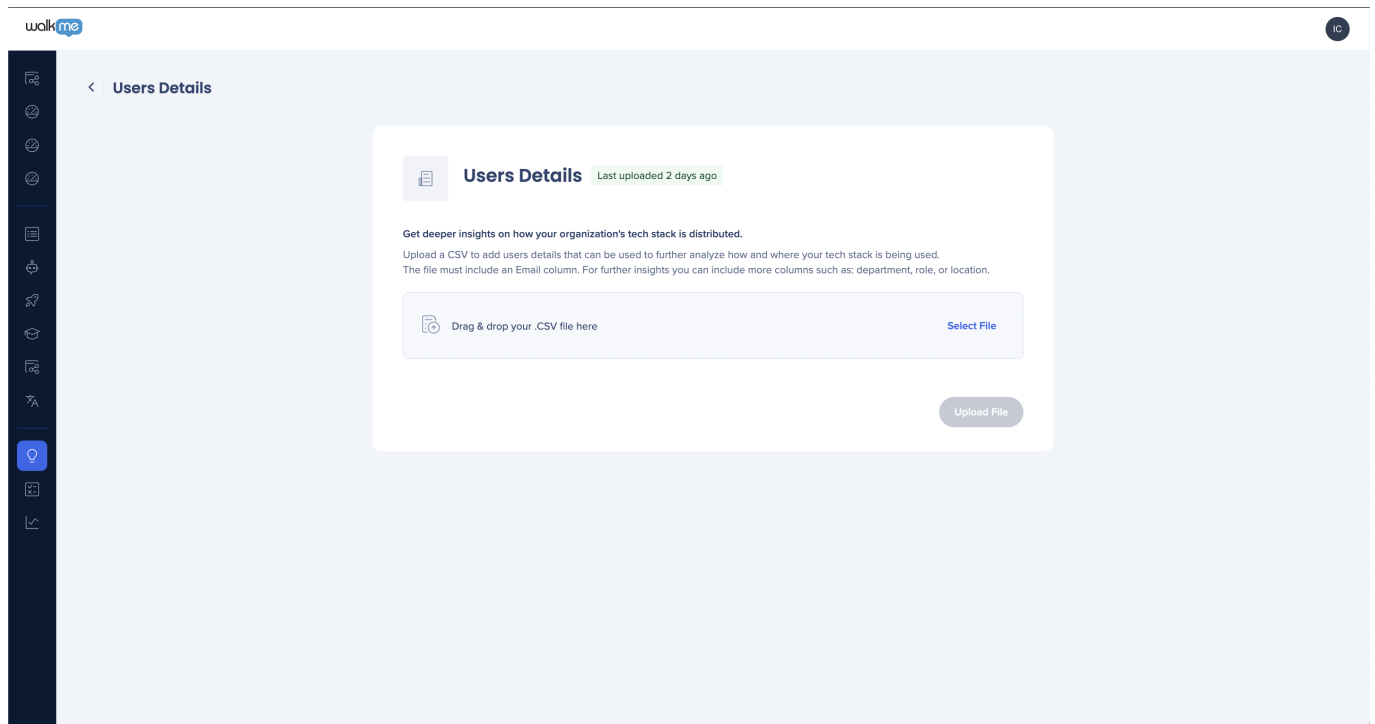 walkme
IC
Users Details
Users Details
Last uploaded 2 days ago
Get deeper insights on how your organization's tech stack is distributed.
Upload a CSV to add users details that can be used to further analyze how and where your tech stack is being used.
The file must include an Email column. For further insights you can include more columns such as: department, role, or location.
Drag & drop your .CSV file here
Select File
Upload File